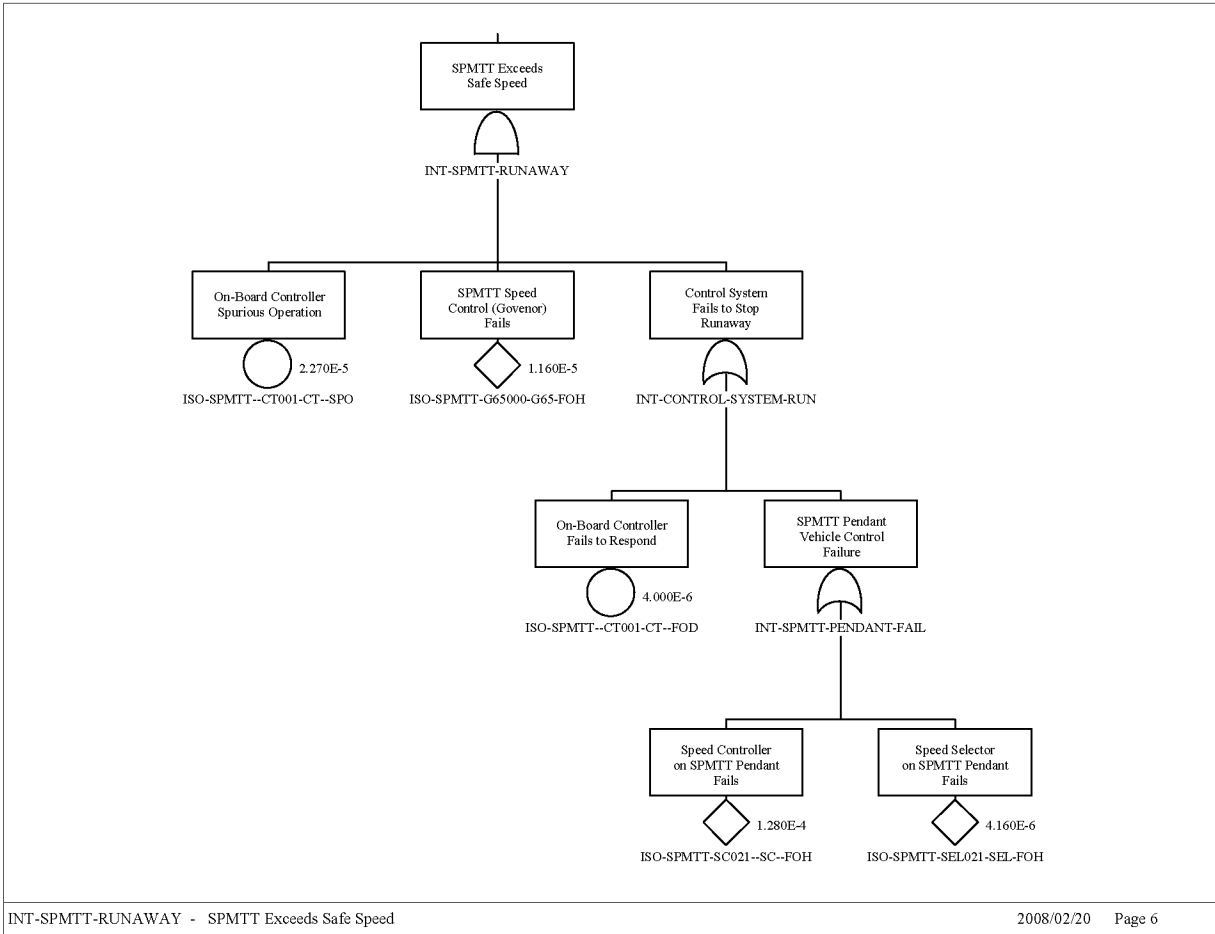 SPMTT Exceeds
Safe Speed
INT-SPMTT-RUNAWAY
On-Board Controller
Spurious Operation
2.270E-5
ISO-SPMTT--CT001-CT--SPO
SPMTT Speed
Control (Govenor)
Fails
1.160E-5
ISO-SPMTT-G65000-G65-FOH
Control System
Fails to Stop
Runaway
INT-CONTROL-SYSTEM-RUN
On-Board Controller
Fails to Respond
4.000E-6
ISO-SPMTT--CT001-CT--FOD
SPMTT Pendant
Vehicle Control
Failure
INT-SPMTT-PENDANT-FAIL
Speed Controller
on SPMTT Pendant
Fails
1.280E-4
ISO-SPMTT-SC021--SC--FOH
Speed Selector
on SPMTT Pendant
Fails
4.160E-6
ISO-SPMTT-SEL021-SEL-FOH
INT-SPMTT-RUNAWAY - SPMTT Exceeds Safe Speed
2008/02/20 Page 6